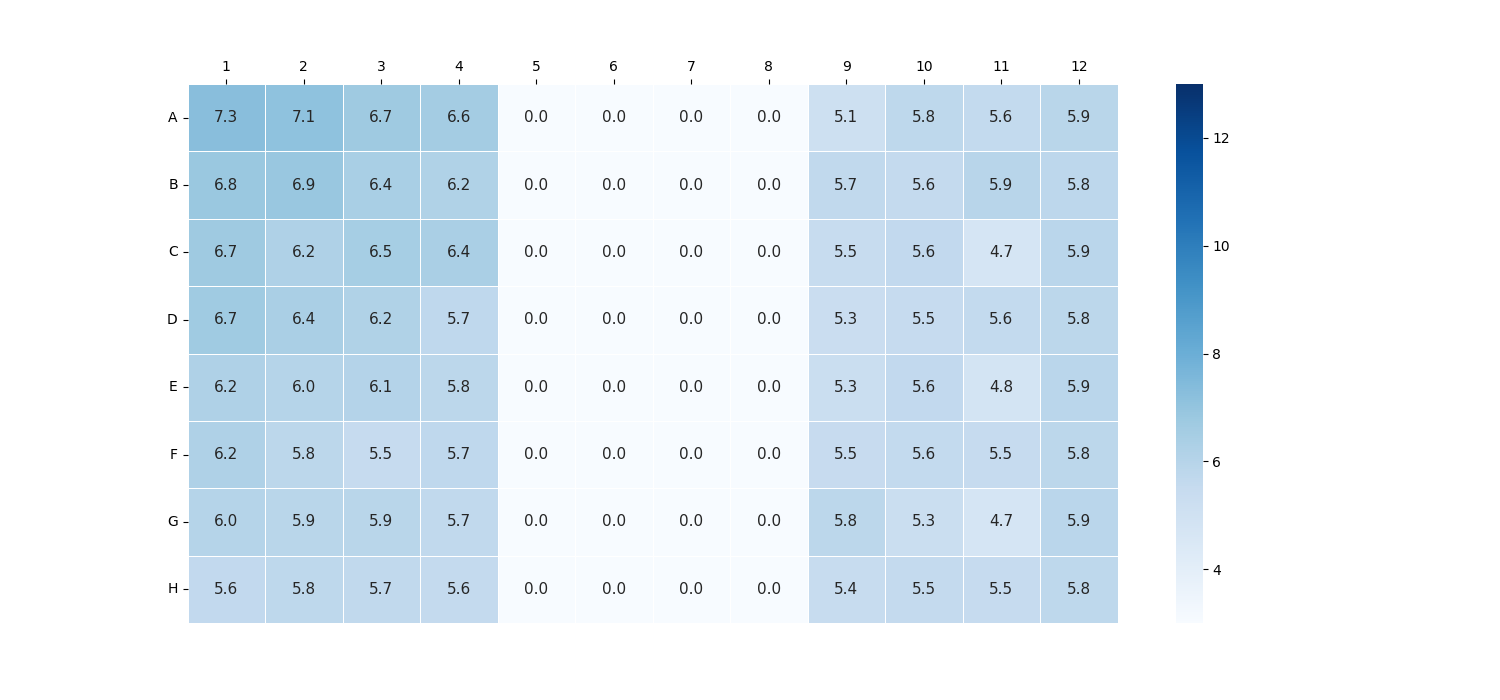 1 2 3 4 5 6 7 8 9 10 11 12
A 7.3 7.1 6.7 6.6 0.0 0.0 0.0 0.0 5.1 5.8 5.6 5.9
B 6.8 6.9 6.4 6.2 0.0 0.0 0.0 0.0 5.7 5.6 5.9 5.8
C 6.7 6.2 6.5 6.4 0.0 0.0 0.0 0.0 5.5 5.6 4.7 5.9
D 6.7 6.4 6.2 5.7 0.0 0.0 0.0 0.0 5.3 5.5 5.6 5.8
E 6.2 6.0 6.1 5.8 0.0 0.0 0.0 0.0 5.3 5.6 4.8 5.9
F 6.2 5.8 5.5 5.7 0.0 0.0 0.0 0.0 5.5 5.6 5.5 5.8
G 6.0 5.9 5.9 5.7 0.0 0.0 0.0 0.0 5.8 5.3 4.7 5.9
H 5.6 5.8 5.7 5.6 0.0 0.0 0.0 0.0 5.4 5.5 5.5 5.8
12
10
8
6
4